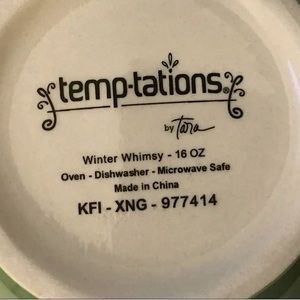 temp-tations®
by Tara
Winter Whimsy - 16 OZ
Oven - Dishwasher - Microwave Safe
Made in China
KFI - XNG - 977414